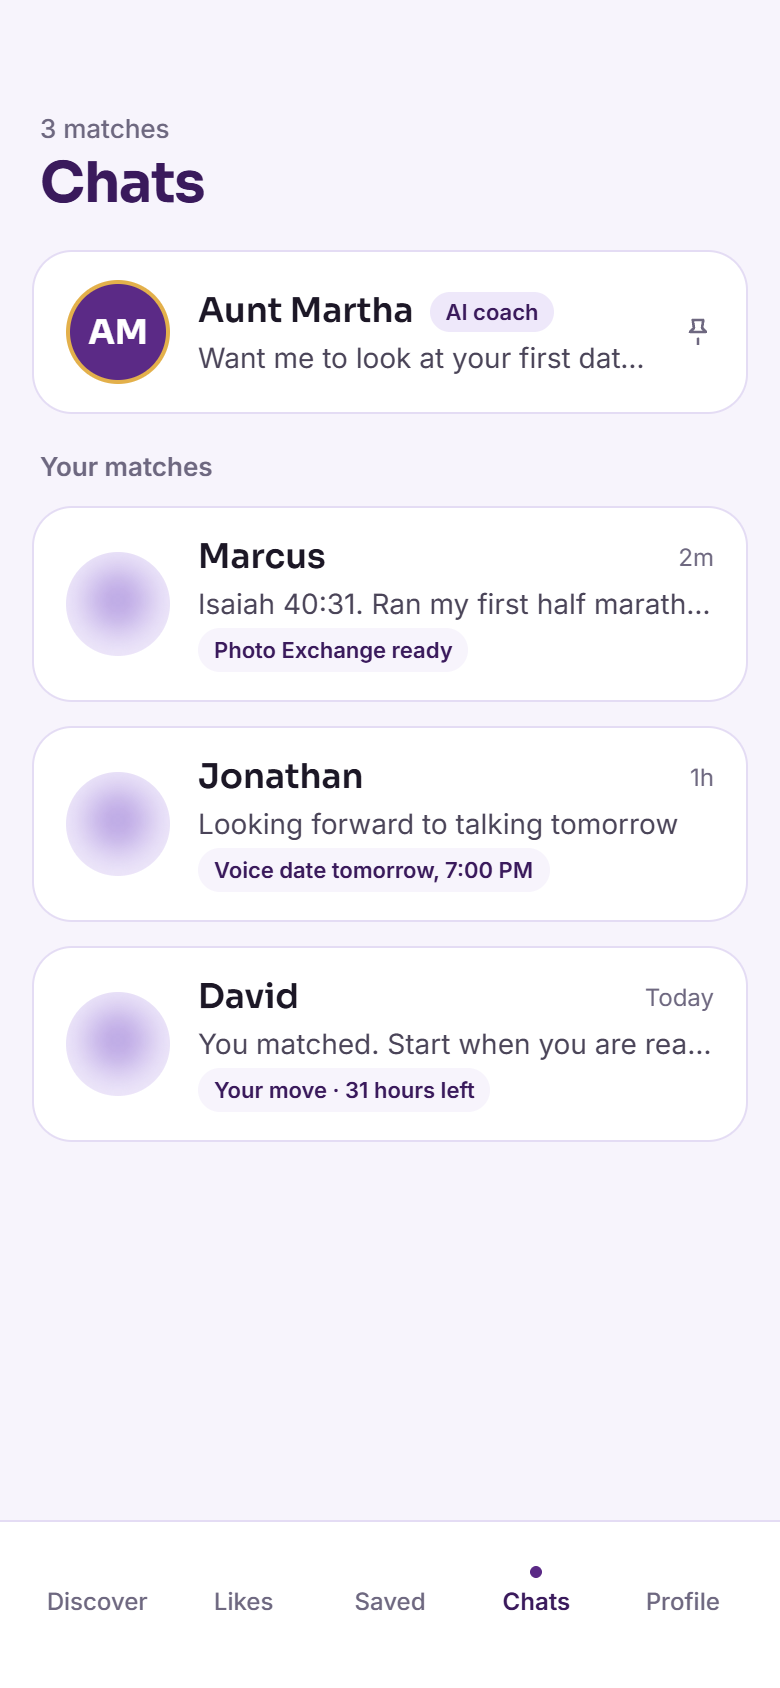 3 matches
Chats
AM
Aunt Martha AI coach
Want me to look at your first dat...
Your matches
Marcus 2m
Isaiah 40:31. Ran my first half marath...
Photo Exchange ready
Jonathan 1h
Looking forward to talking tomorrow
Voice date tomorrow, 7:00 PM
David Today
You matched. Start when you are rea...
Your move · 31 hours left
Discover Likes Saved Chats Profile